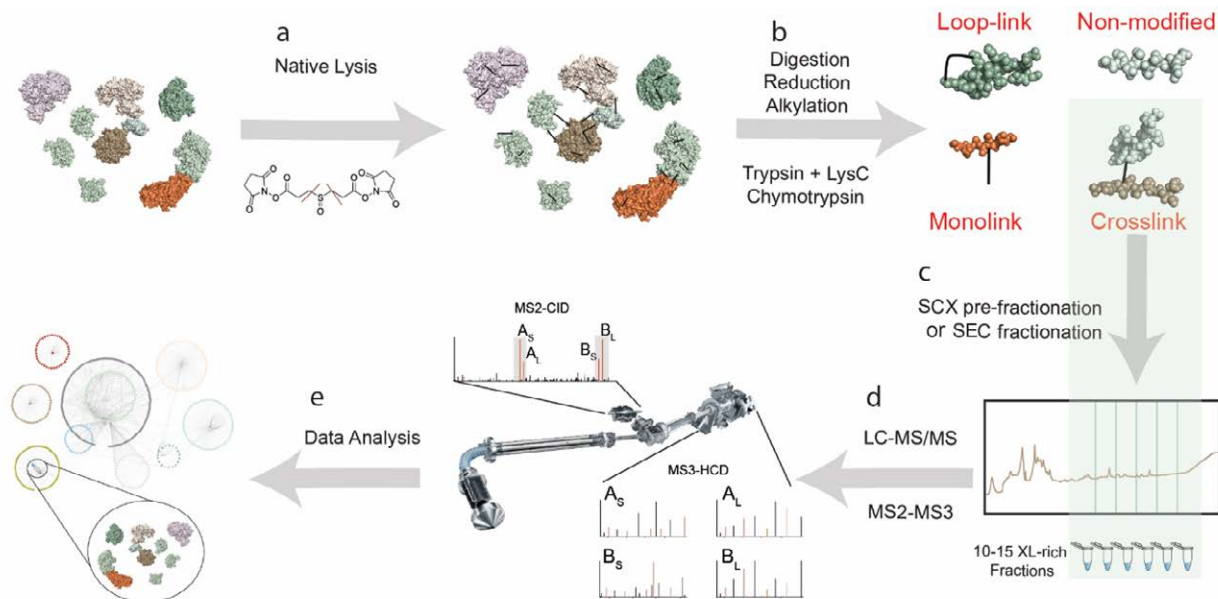 a
Native Lysis
b
Digestion
Reduction
Alkylation
Trypsin + LysC
Chymotrypsin
Loop-link
Non-modified
Monolink
Crosslink
c
SCX pre-fractionation
or SEC fractionation
d
LC-MS/MS
MS2-MS3
10-15 XL-rich
Fractions
MS2-CID
A_S
A_L
B_S
B_L
MS3-HCD
A_S
A_L
B_S
B_L
e
Data Analysis
O
O
N
O
O
S
O
O
O
N
O
O